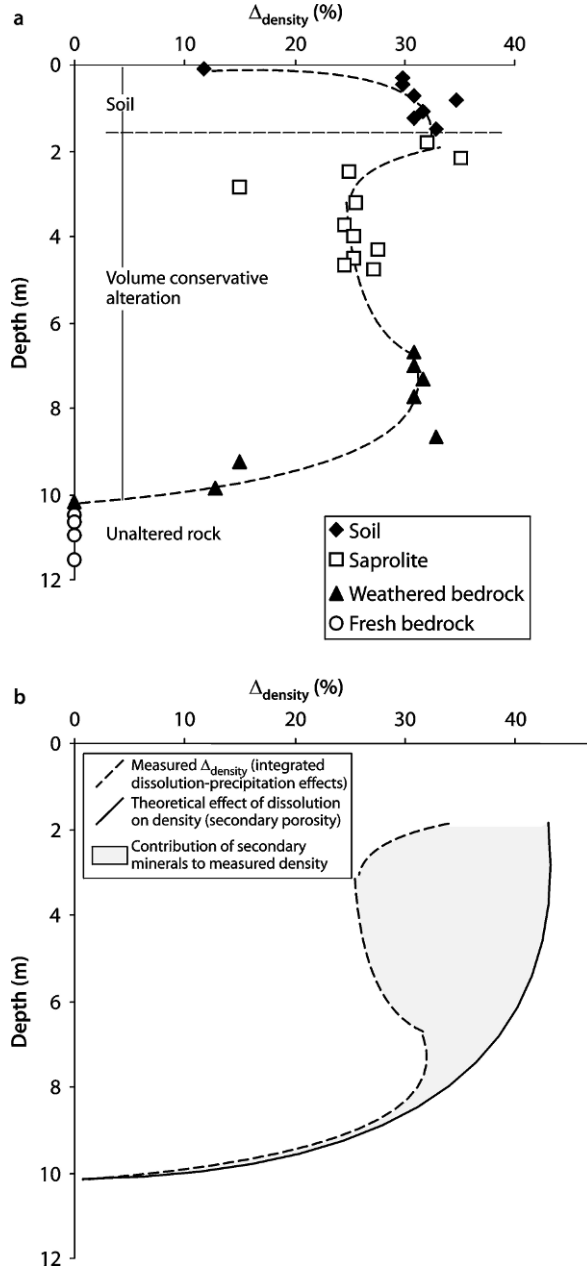 a
Δdensity (%)
0 10 20 30 40
0
Soil
2
4
Volume conservative
alteration
Depth (m)
6
8
10
Unaltered rock
12
Soil
Saprolite
Weathered bedrock
Fresh bedrock
b
Δdensity (%)
0 10 20 30 40
0
Measured Δdensity (integrated
dissolution-precipitation effects)
Theoretical effect of dissolution
on density (secondary porosity)
Contribution of secondary
minerals to measured density
2
4
Depth (m)
6
8
10
12